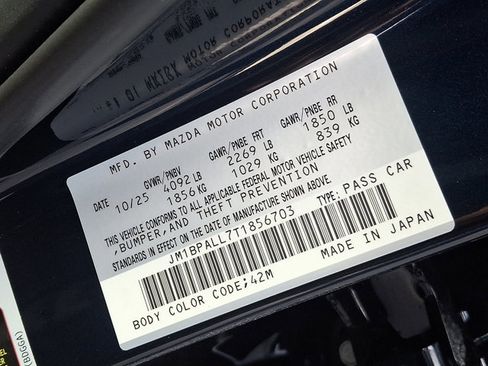 MFD. BY MAZDA MOTOR CORPORATION
DATE GVWR/PNBV GAWR/PNBE FRT GAWR/PNBE RR
10/25 4092 LB 2269 LB 1850 LB
1856 KG 1029 KG 839 KG
THIS VEHICLE CONFORMS TO ALL APPLICABLE FEDERAL MOTOR VEHICLE SAFETY
,BUMPER,AND THEFT PREVENTION
STANDARDS IN EFFECT ON THE DATE OF MANUFACTURE SHOWN ABOVE.
JM1BPALL7T1856703 TYPE: PASS CAR
BODY COLOR CODE;42M MADE IN JAPAN
(BDGGA)